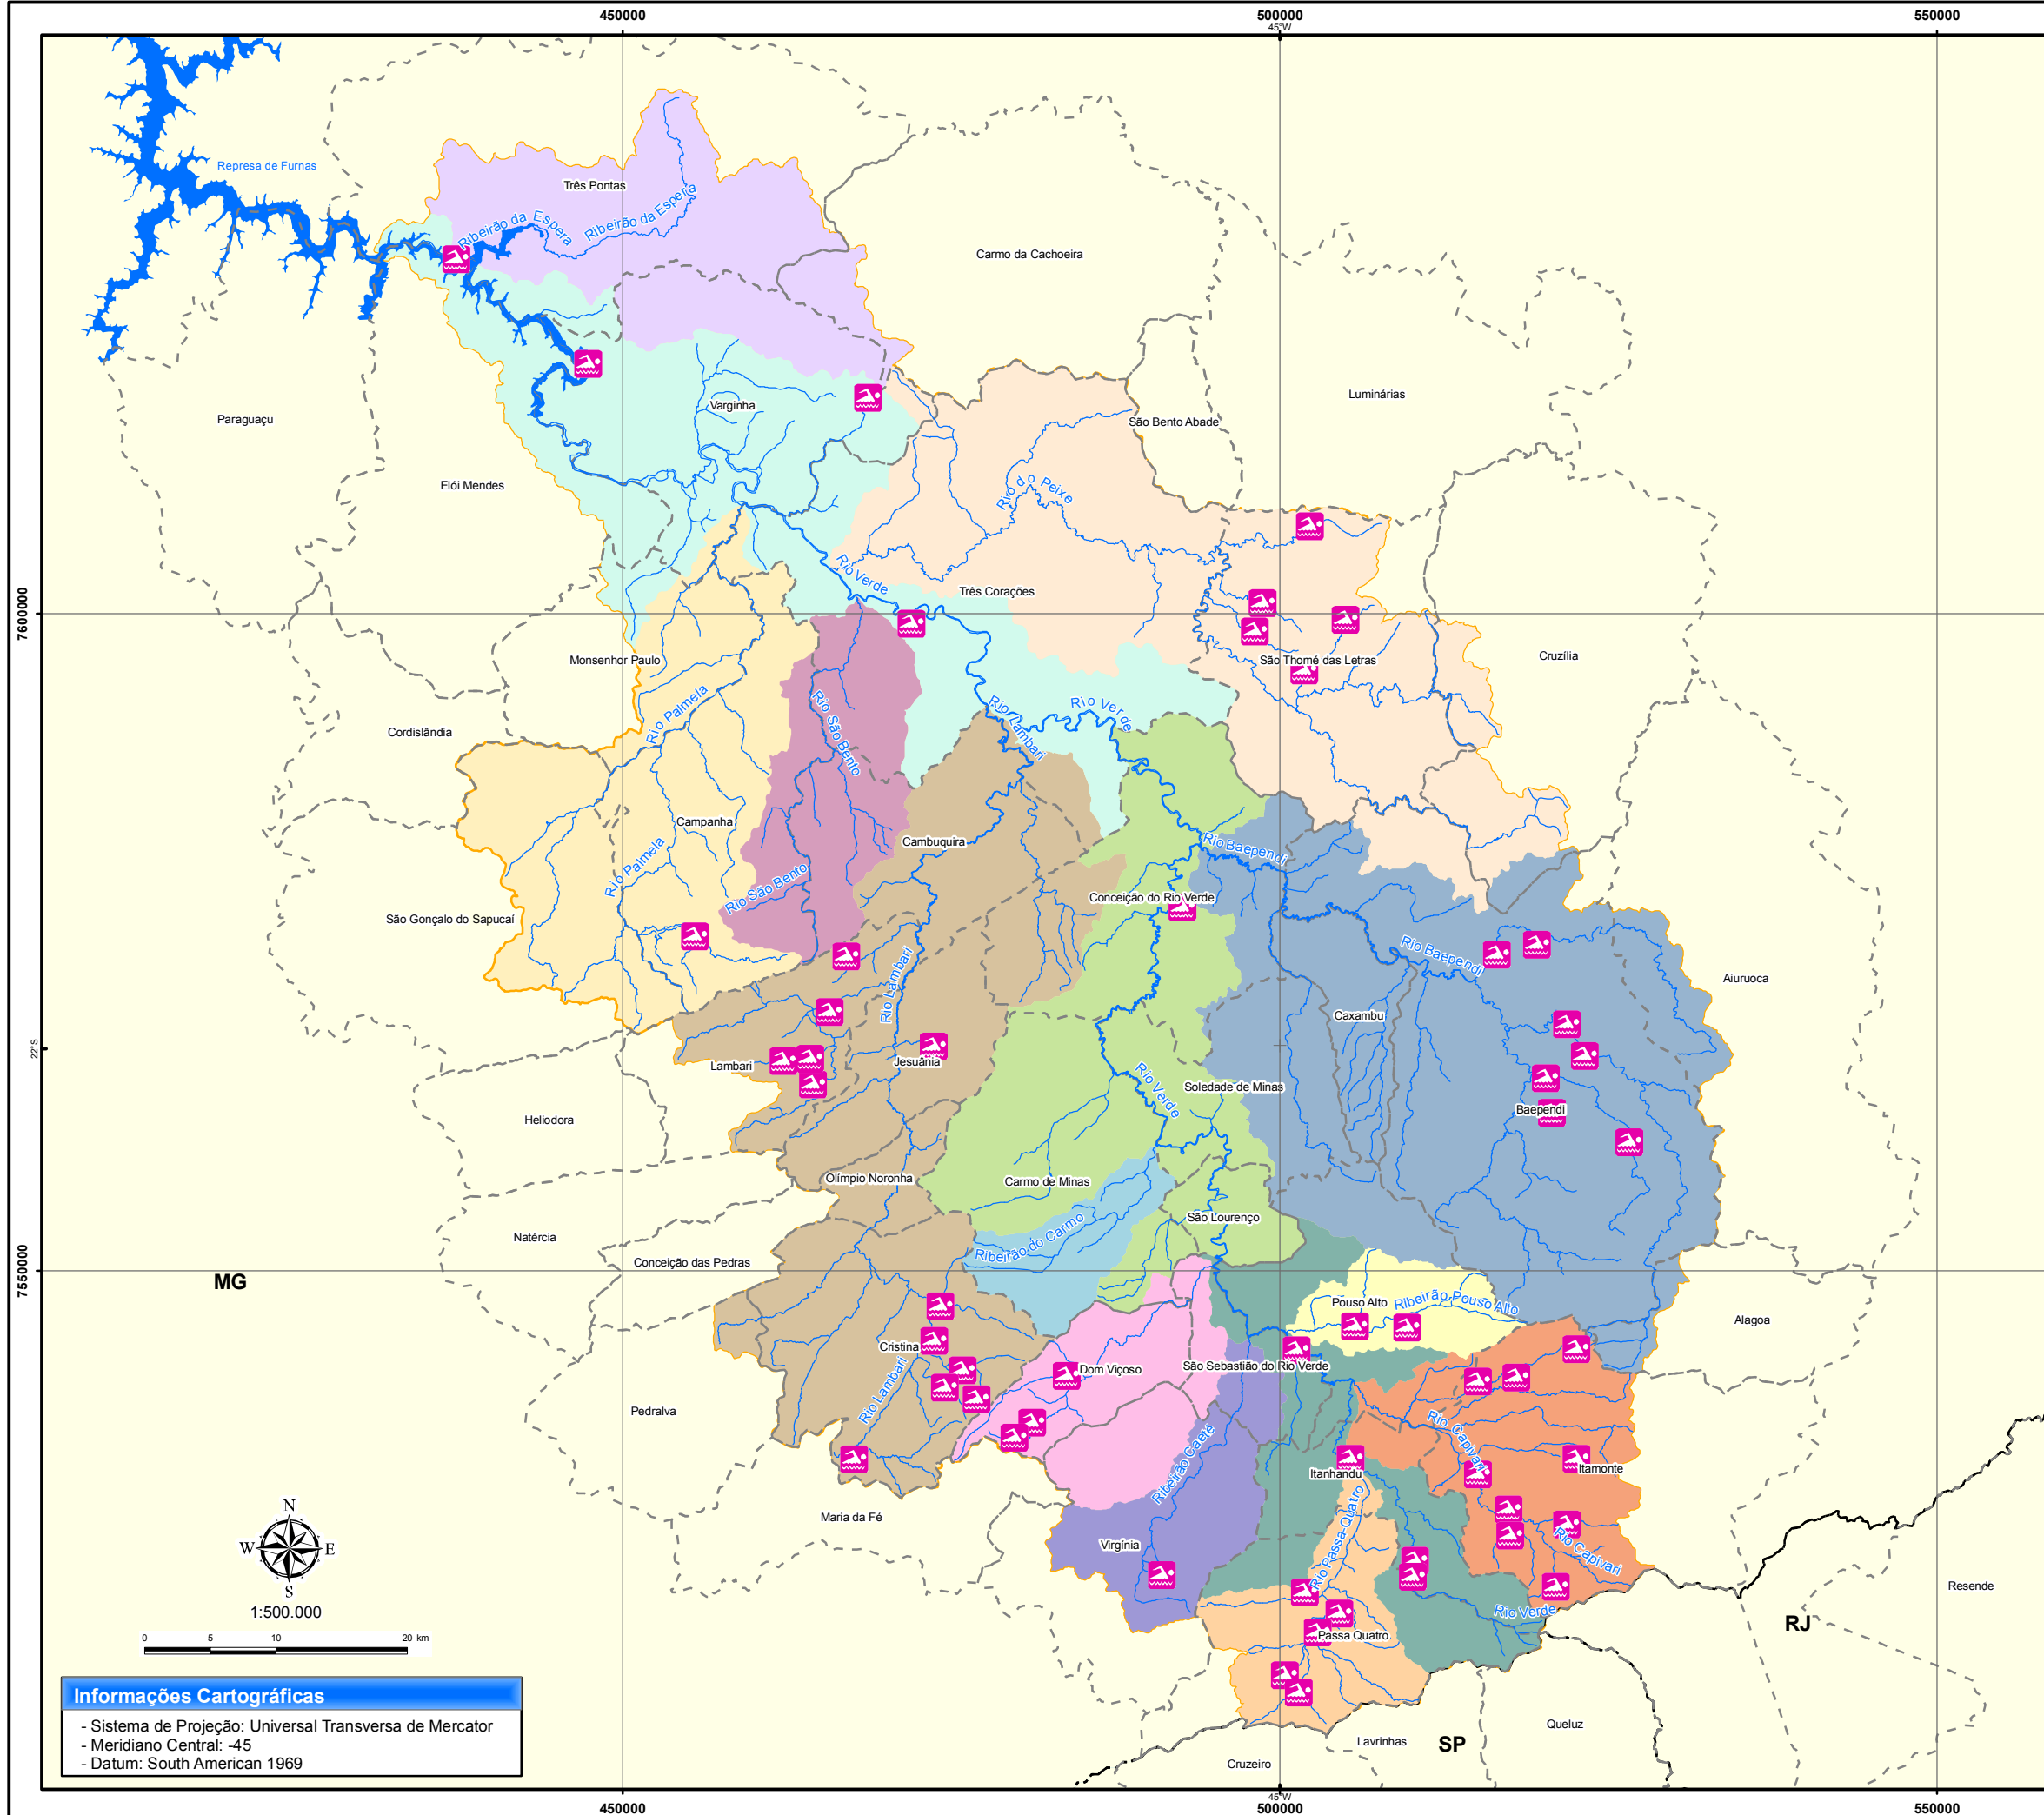 450000
500000
550000
45°W
Represa de Furnas
Três Pontas
Ribeirão da Espera
Ribeirão da Espera
Carmo da Cachoeira
Paraguaçu
Varginha
Luminárias
São Bento Abade
Elói Mendes
Rio do Peixe
Rio Verde
Três Corações
7600000
Monsenhor Paulo
São Thomé das Letras
Cruzília
Rio Palmela
Rio São Bento
Rio Lambari
Rio Verde
Cordislândia
Campanha
Cambuquira
Rio Baependi
Rio Palmela
Rio São Bento
Conceição do Rio Verde
São Gonçalo do Sapucaí
Rio Lambari
Rio Baependi
Aiuruoca
Caxambu
22°S
Lambari
Jesuânia
Rio Verde
Soledade de Minas
Baependi
Heliodora
Olímpio Noronha
Carmo de Minas
São Lourenço
Natércia
Ribeirão do Carmo
Conceição das Pedras
7550000
MG
Pouso Alto
Ribeirão Pouso Alto
Alagoa
Cristina
Dom Viçoso
São Sebastião do Rio Verde
Pedralva
Rio Lambari
Ribeirão Caeté
Rio Capivari
Itanhandu
Itamonte
Maria da Fé
Virgínia
Rio Passa-Quatro
Rio Capivari
Resende
Rio Verde
RJ
Passa Quatro
N
W
E
S
1:500.000
0 5 10 20 km
Informações Cartográficas
- Sistema de Projeção: Universal Transversa de Mercator
- Meridiano Central: -45
- Datum: South American 1969
Queluz
Lavrinhas
SP
Cruzeiro
450000
500000
550000
45°W